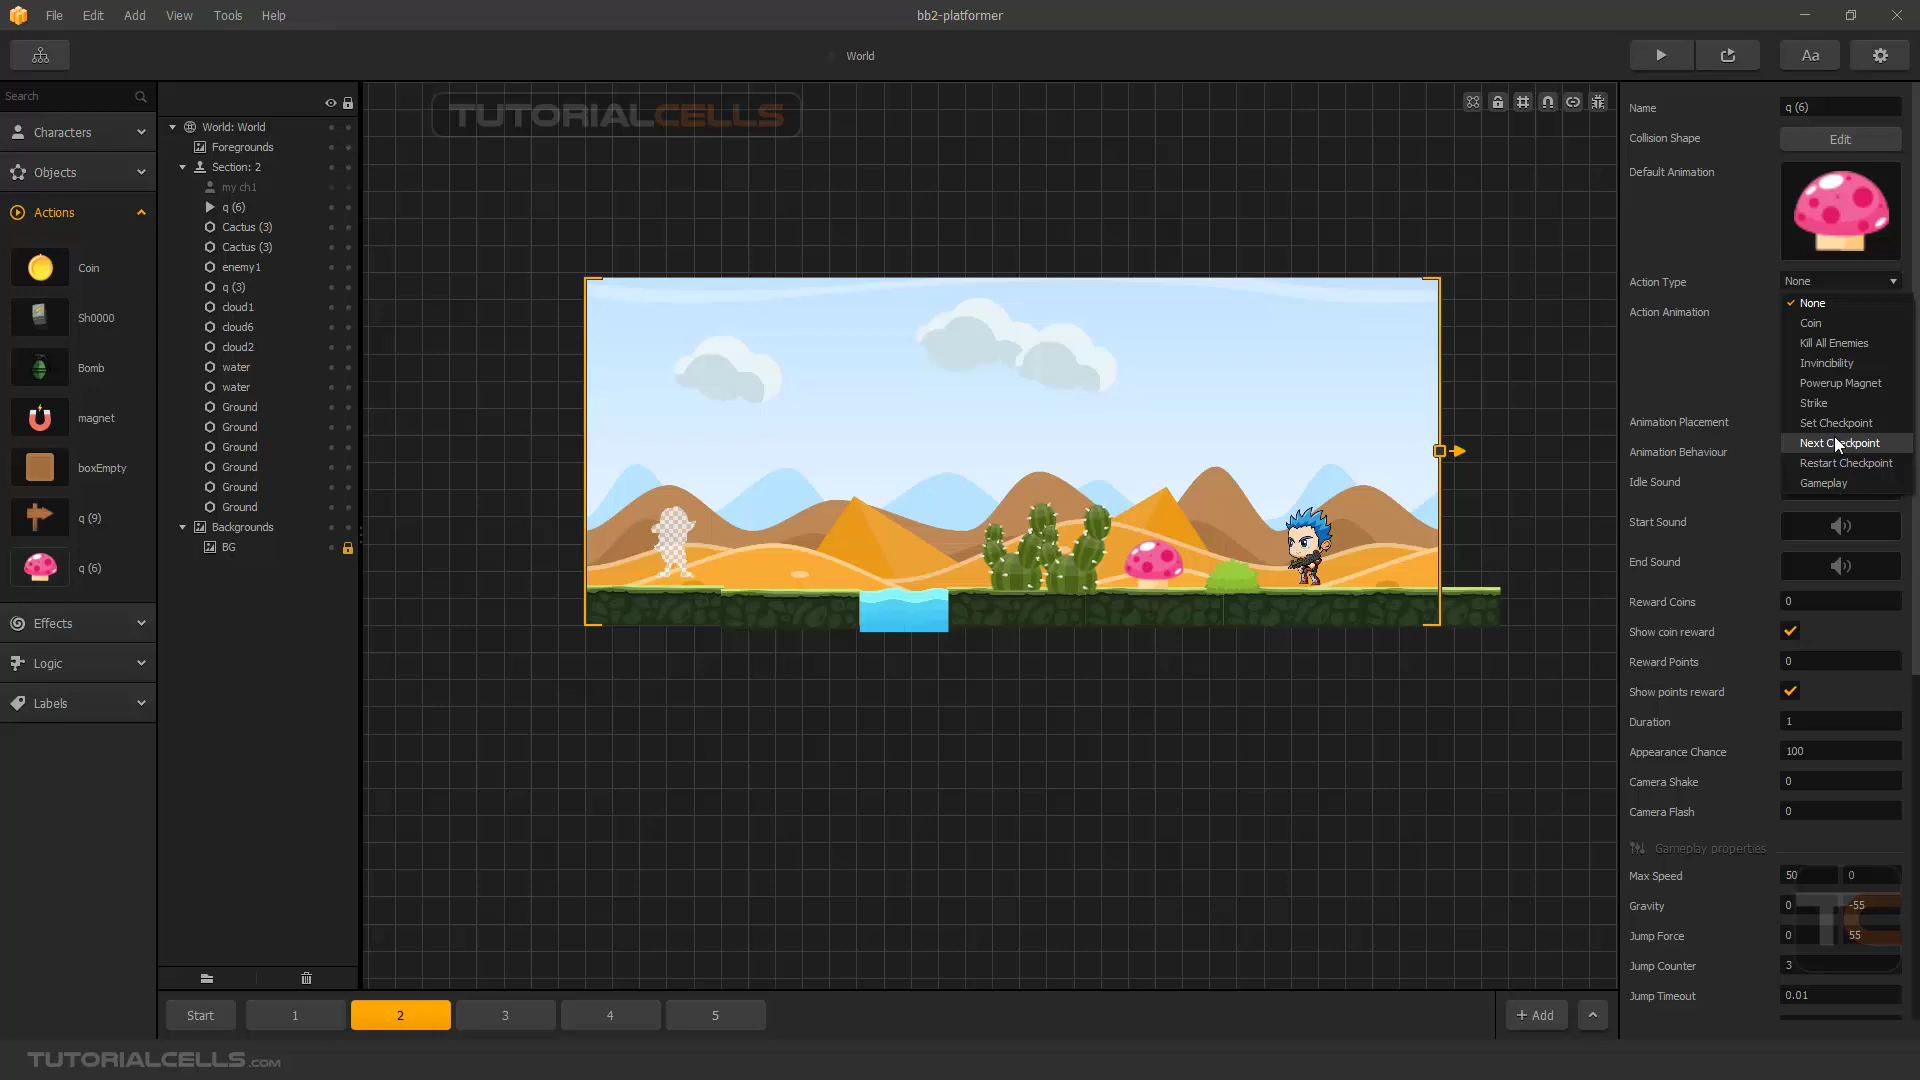 File Edit Add View Tools Help
bb2-platformer
World
Aa
Search
Characters
Objects
Actions
Coin
Sh0000
Bomb
magnet
boxEmpty
q (9)
q (6)
Effects
Logic
Labels
World: World
Foregrounds
Section: 2
my ch1
q (6)
Cactus (3)
Cactus (3)
enemy1
q (3)
cloud1
cloud6
cloud2
water
water
Ground
Ground
Ground
Ground
Ground
Ground
Backgrounds
BG
TUTORIALCELLS
Name q (6)
Collision Shape Edit
Default Animation
Action Type None
Action Animation
None
Coin
Kill All Enemies
Invincibility
Powerup Magnet
Strike
Set Checkpoint
Next Checkpoint
Restart Checkpoint
Gameplay
Animation Placement
Animation Behaviour
Idle Sound
Start Sound
End Sound
Reward Coins 0
Show coin reward
Reward Points 0
Show points reward
Duration 1
Appearance Chance 100
Camera Shake 0
Camera Flash 0
Gameplay properties
Max Speed 50 0
Gravity 0 -55
Jump Force 0 55
Jump Counter 3
Jump Timeout 0.01
TC
Start 1 2 3 4 5
+ Add
TUTORIALCELLS.COM